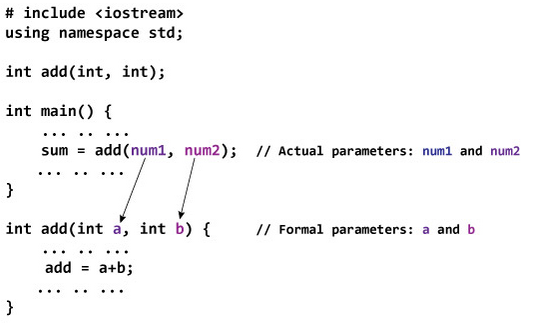 # include <iostream>
using namespace std;
int add(int, int);
int main() {
... .. ...
sum = add(num1, num2); // Actual parameters: num1 and num2
... .. ...
}
int add(int a, int b) { // Formal parameters: a and b
... .. ...
add = a+b;
... .. ...
}